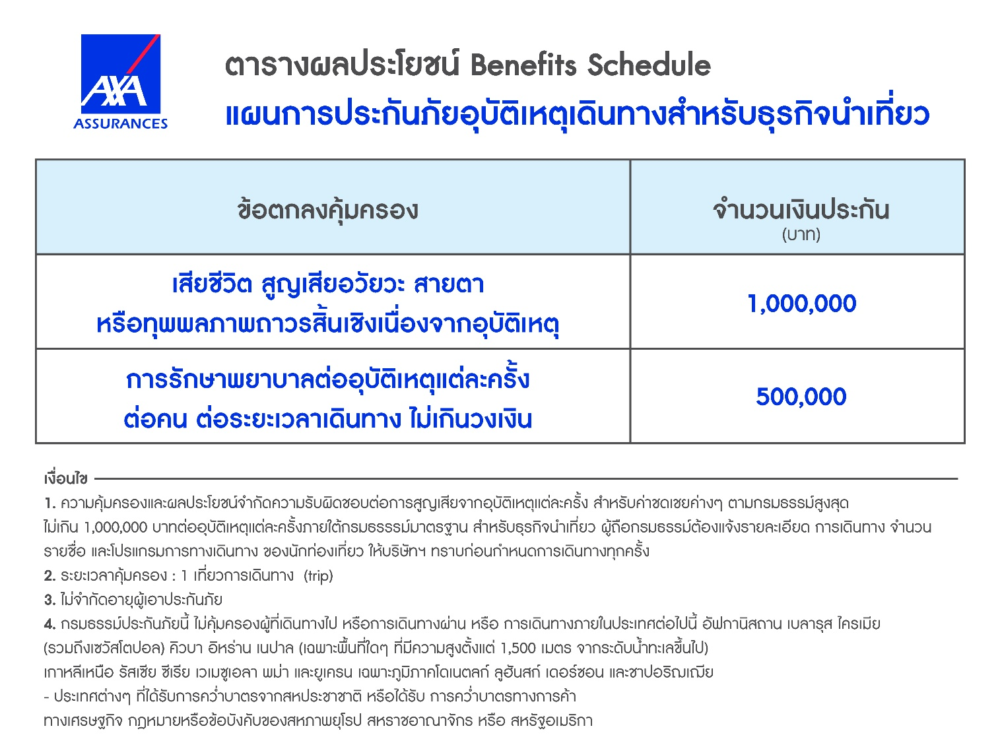 AXA
ASSURANCES
ตารางผลประโยชน์ Benefits Schedule
แผนการประกันภัยอุบัติเหตุเดินทางสำหรับธุรกิจนำเที่ยว
ข้อตกลงคุ้มครอง
จำนวนเงินประกัน
(บาท)
เสียชีวิต สูญเสียอวัยวะ สายตา
หรือทุพพลภาพถาวรสิ้นเชิงเนื่องจากอุบัติเหตุ
1,000,000
การรักษาพยาบาลต่ออุบัติเหตุแต่ละครั้ง
ต่อคน ต่อระยะเวลาเดินทาง ไม่เกินวงเงิน
500,000
เงื่อนไข
1. ความคุ้มครองและผลประโยชน์จำกัดความรับผิดชอบต่อการสูญเสียจากอุบัติเหตุแต่ละครั้ง สำหรับค่าชดเชยค่างๆ ตามกรมธรรม์สูงสุด
ไม่เกิน 1,000,000 บาทต่ออุบัติเหตุแต่ละครั้งภายใต้กรมธรรรม์มาตรฐาน สำหรับธุรกิจนำเที่ยว ผู้ถือกรมธรรม์ต้องแจ้งรายละเอียด การเดินทาง จำนวน
รายชื่อ และโปรแกรมการทางเดินทาง ของนักท่องเที่ยว ให้บริษัทฯ ทราบก่อนกำหนดการเดินทางทุกครั้ง
2. ระยะเวลาคุ้มครอง : 1 เที่ยวการเดินทาง (trip)
3. ไม่จำกัดอายุผู้เอาประกันภัย
4. กรมธรรม์ประกันภัยนี้ ไม่คุ้มครองผู้ที่เดินทางไป หรือการเดินทางผ่าน หรือ การเดินทางภายในประเทศต่อไปนี้ อัฟกานิสถาน เบลารุส ไครเมีย
(รวมถึงเซวัสโตปอล) คิวบา อิหร่าน เนปาล (เฉพาะพื้นที่ใดๆ ที่มีความสูงตั้งแต่ 1,500 เมตร จากระดับน้ำทะเลขึ้นไป)
เกาหลีเหนือ รัสเซีย ซีเรีย เวเนซูเอลา พม่า และยูเครน เฉพาะภูมิภาคโดเนตสก์ ลูฮันสก์ เคอร์ซอน และซาปอริฌเฌีย
- ประเทศต่างๆ ที่ได้รับการคว่ำบาตรจากสหประชาชาติ หรือได้รับ การคว่ำบาตรทางการค้า
ทางเศรษฐกิจ กฎหมายหรือข้อบังคับของสหภาพยุโรป สหราชอาณาจักร หรือ สหรัฐอเมริกา